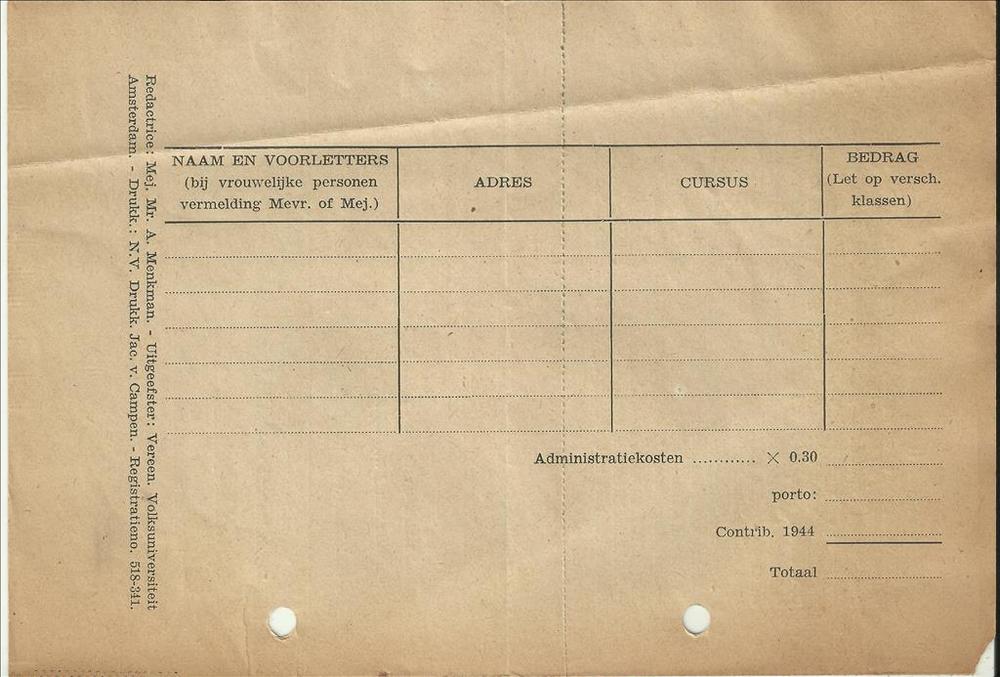 Redactrice: Mej. Mr. A. Menkman. - Uitgeefster: Vereen. Volksuniversiteit
Amsterdam. - Drukk.: N.V. Drukk. Jac. v. Campen. - Registratieno. 518-341.
NAAM EN VOORLETTERS
(bij vrouwelijke personen
vermelding Mevr. of Mej.)
ADRES
CURSUS
BEDRAG
(Let op versch.
klassen)
Administratiekosten ............ × 0.30
porto:
Contrib. 1944
Totaal